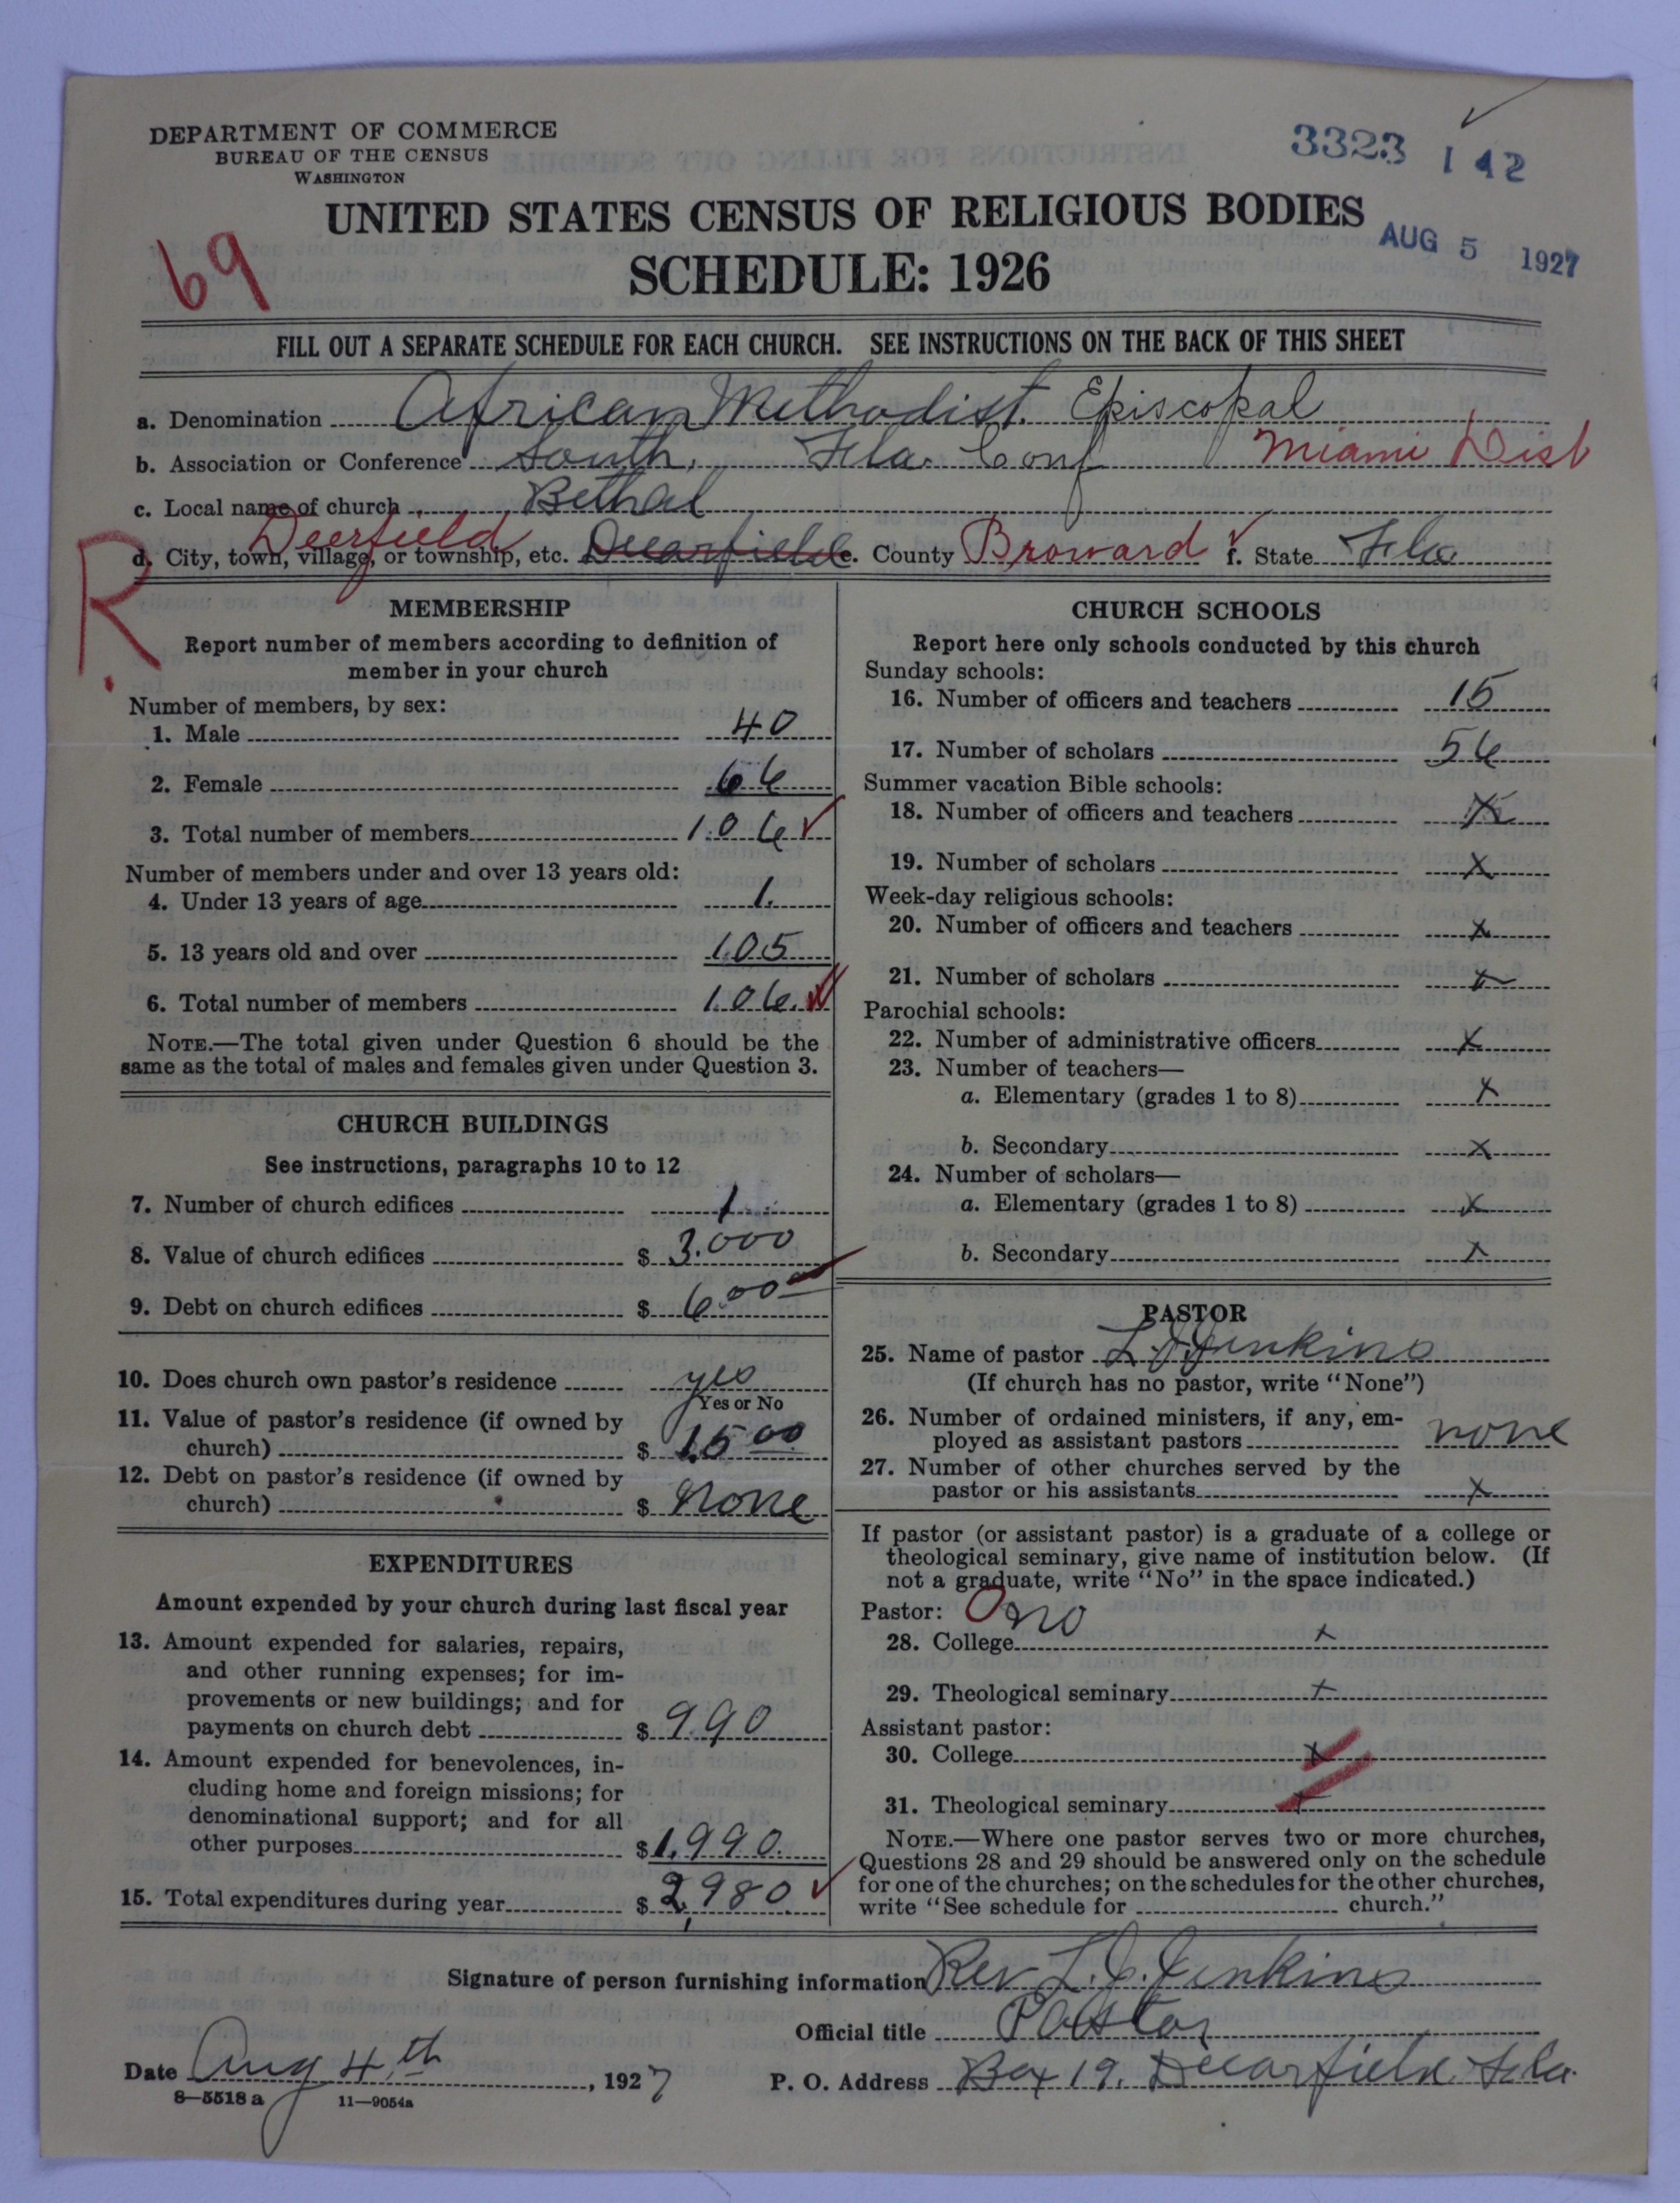 DEPARTMENT OF COMMERCE
BUREAU OF THE CENSUS
WASHINGTON
3323 1 42
UNITED STATES CENSUS OF RELIGIOUS BODIES
AUG 5 1927
69
SCHEDULE: 1926
FILL OUT A SEPARATE SCHEDULE FOR EACH CHURCH. SEE INSTRUCTIONS ON THE BACK OF THIS SHEET
a. Denomination African Methodist. Episcopal
b. Association or Conference South. Fla. Conf Miami Dist
c. Local name of church Bethal
d. City, town, village, or township, etc. Deerfield Deearfield e. County Broward f. State Fla
R.
MEMBERSHIP
Report number of members according to definition of
member in your church
Number of members, by sex:
1. Male 40
2. Female 66
3. Total number of members 106
Number of members under and over 13 years old:
4. Under 13 years of age 1.
5. 13 years old and over 105
6. Total number of members 106.
NOTE.—The total given under Question 6 should be the
same as the total of males and females given under Question 3.
CHURCH BUILDINGS
See instructions, paragraphs 10 to 12
7. Number of church edifices 1
8. Value of church edifices $ 3.000
9. Debt on church edifices $ 600 00
10. Does church own pastor's residence yes
Yes or No
11. Value of pastor's residence (if owned by
church) $ 1500
12. Debt on pastor's residence (if owned by
church) $ None
EXPENDITURES
Amount expended by your church during last fiscal year
13. Amount expended for salaries, repairs,
and other running expenses; for im-
provements or new buildings; and for
payments on church debt $ 990
14. Amount expended for benevolences, in-
cluding home and foreign missions; for
denominational support; and for all
other purposes $ 1,990.
15. Total expenditures during year $ 2,980
CHURCH SCHOOLS
Report here only schools conducted by this church
Sunday schools:
16. Number of officers and teachers 15
17. Number of scholars 56
Summer vacation Bible schools:
18. Number of officers and teachers X
19. Number of scholars X
Week-day religious schools:
20. Number of officers and teachers X
21. Number of scholars X
Parochial schools:
22. Number of administrative officers X
23. Number of teachers—
a. Elementary (grades 1 to 8) X
b. Secondary X
24. Number of scholars—
a. Elementary (grades 1 to 8) X
b. Secondary X
PASTOR
25. Name of pastor L. J. Jenkins
(If church has no pastor, write "None")
26. Number of ordained ministers, if any, em-
ployed as assistant pastors none
27. Number of other churches served by the
pastor or his assistants X
If pastor (or assistant pastor) is a graduate of a college or
theological seminary, give name of institution below. (If
not a graduate, write "No" in the space indicated.)
Pastor: no
28. College X
29. Theological seminary X
Assistant pastor:
30. College X
31. Theological seminary X
NOTE.—Where one pastor serves two or more churches,
Questions 28 and 29 should be answered only on the schedule
for one of the churches; on the schedules for the other churches,
write "See schedule for church."
Signature of person furnishing information Rev L. J. Jenkins
Official title Pastor
Date Aug 4th, 1927 P. O. Address Box 19. Deearfield. Fla.
8—5518 a 11—9054a